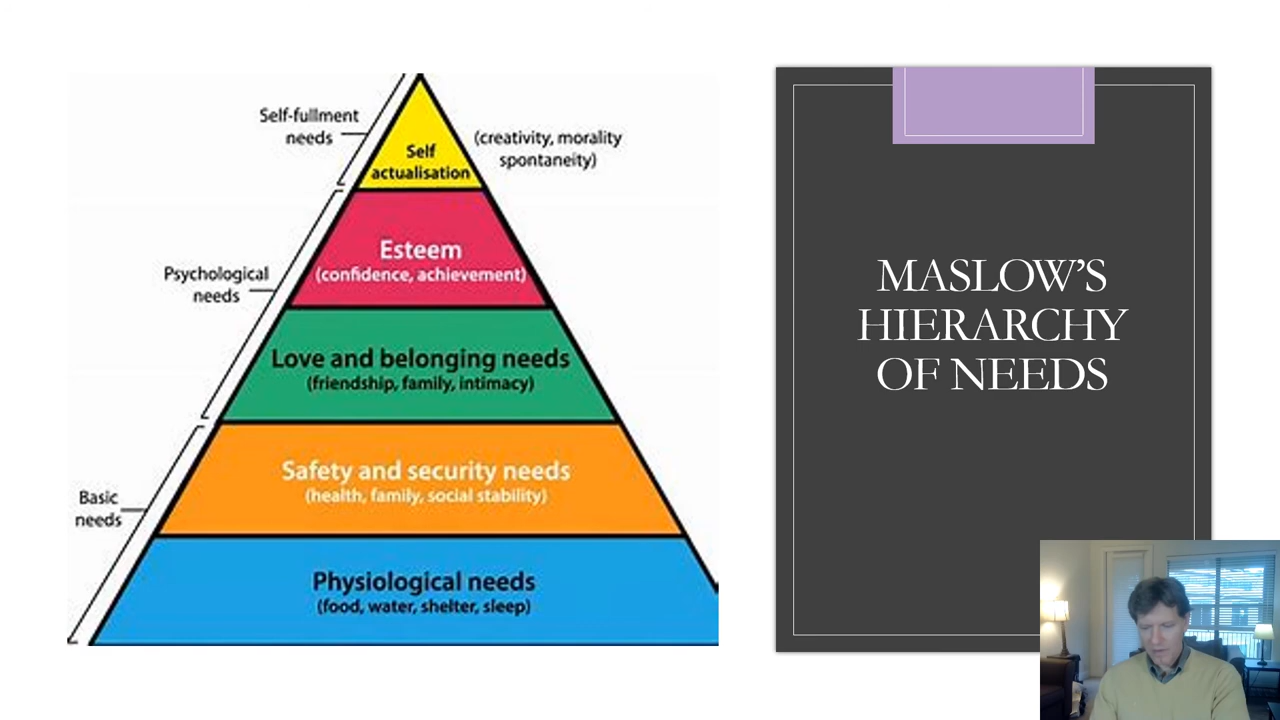 Self-fullment
needs
(creativity, morality
spontaneity)
Self
actualisation
Esteem
(confidence, achievement)
Psychological
needs
Love and belonging needs
(friendship, family, intimacy)
Safety and security needs
(health, family, social stability)
Basic
needs
Physiological needs
(food, water, shelter, sleep)
MASLOW’S
HIERARCHY
OF NEEDS